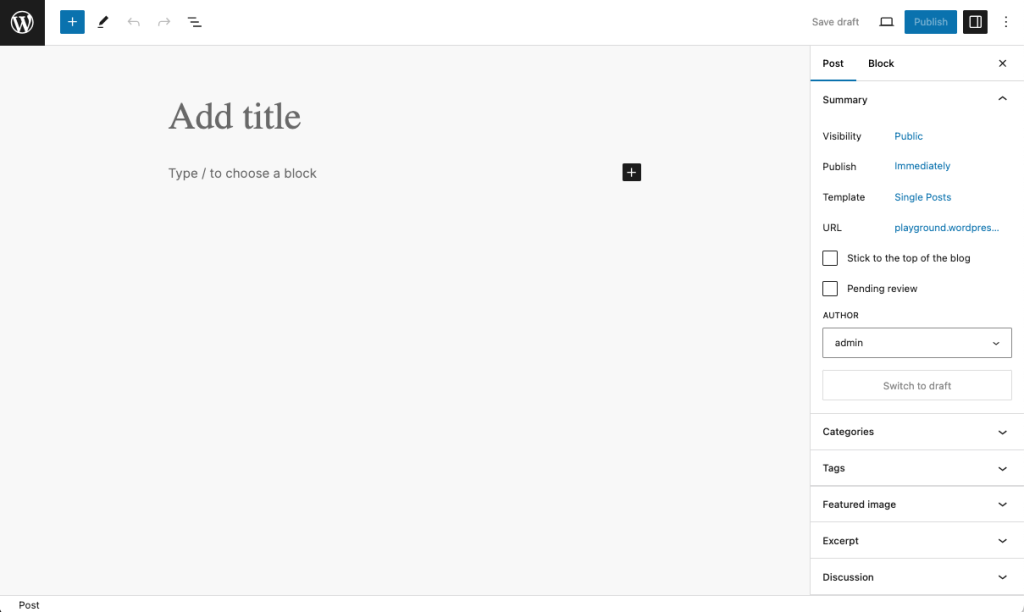 Save draft Publish
Post Block
Add title
Type / to choose a block
Summary
Visibility Public
Publish Immediately
Template Single Posts
URL playground.wordpres...
Stick to the top of the blog
Pending review
AUTHOR
admin
Switch to draft
Categories
Tags
Featured image
Excerpt
Discussion
Post